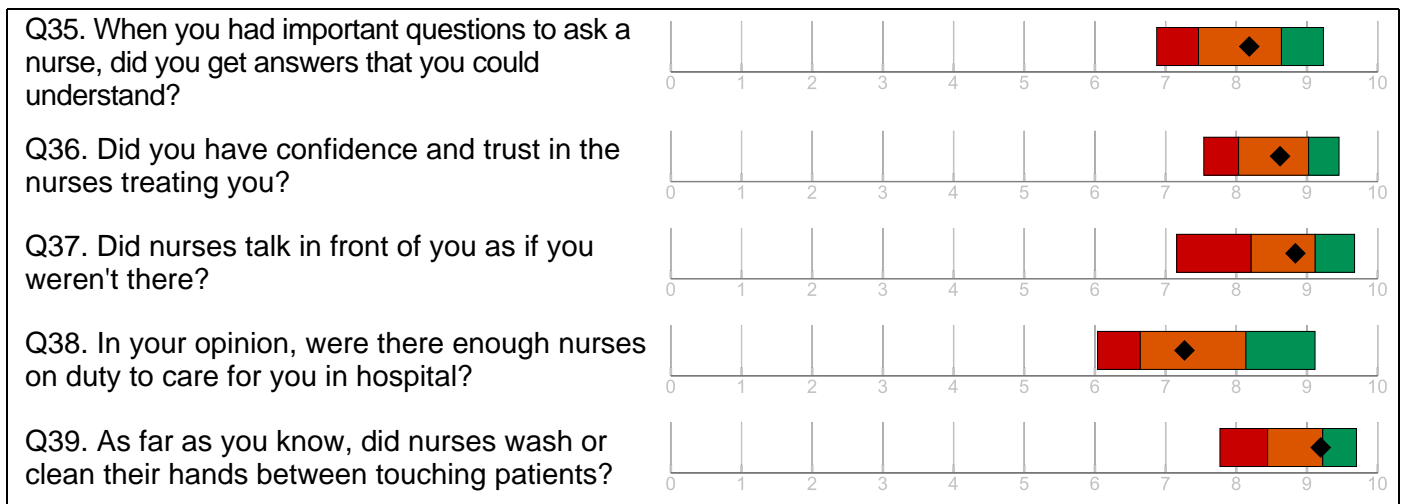 Q35. When you had important questions to ask a
nurse, did you get answers that you could
understand?
0 1 2 3 4 5 6 7 8 9 10
Q36. Did you have confidence and trust in the
nurses treating you?
0 1 2 3 4 5 6 7 8 9 10
Q37. Did nurses talk in front of you as if you
weren't there?
0 1 2 3 4 5 6 7 8 9 10
Q38. In your opinion, were there enough nurses
on duty to care for you in hospital?
0 1 2 3 4 5 6 7 8 9 10
Q39. As far as you know, did nurses wash or
clean their hands between touching patients?
0 1 2 3 4 5 6 7 8 9 10